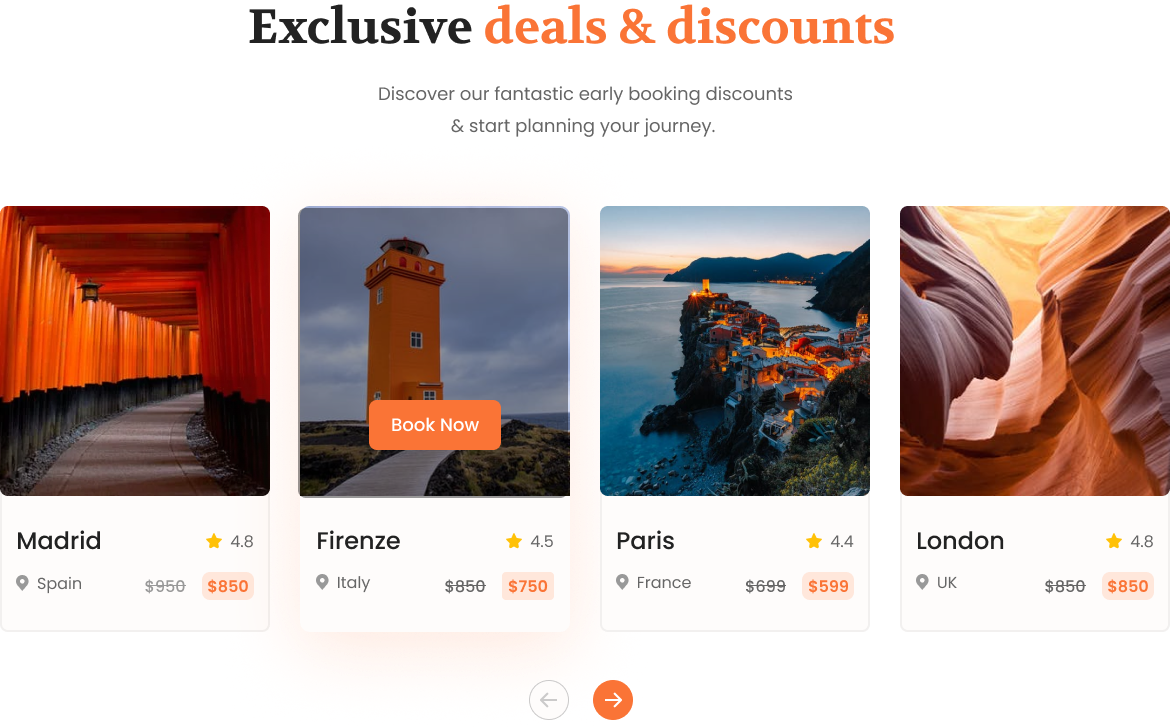 Exclusive deals & discounts
Discover our fantastic early booking discounts
& start planning your journey.
Book Now
Madrid 4.8
Spain $950 $850
Firenze 4.5
Italy $850 $750
Paris 4.4
France $699 $599
London 4.8
UK $850 $850